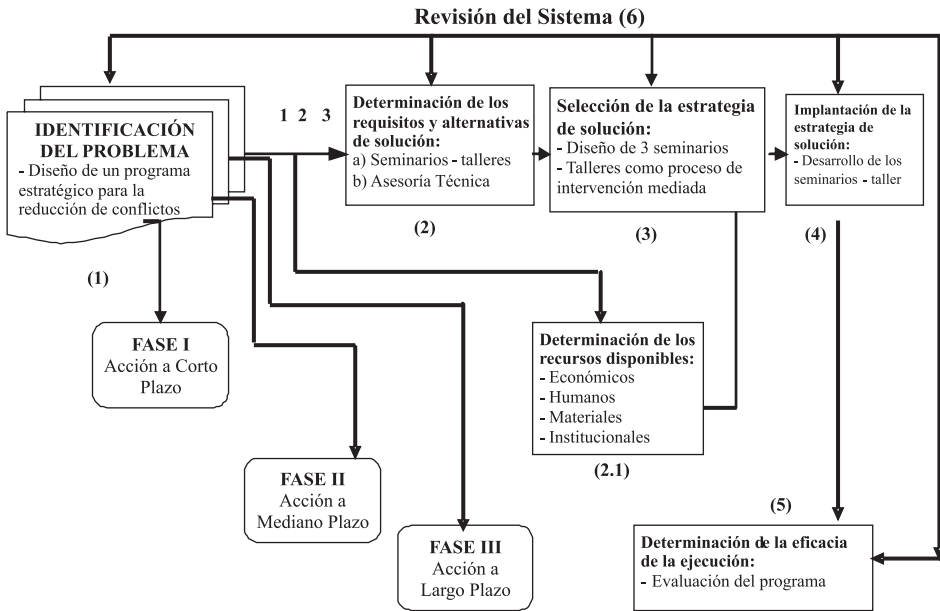 Revisión del Sistema (6)
IDENTIFICACIÓN
DEL PROBLEMA
- Diseño de un programa
estratégico para la
reducción de conflictos
(1)
1 2 3
Determinación de los
requisitos y alternativas
de solución:
a) Seminarios - talleres
b) Asesoría Técnica
(2)
Selección de la estrategia
de solución:
- Diseño de 3 seminarios
- Talleres como proceso de
intervención mediada
(3)
Implantación de la
estrategia de
solución:
- Desarrollo de los
seminarios - taller
(4)
FASE I
Acción a Corto
Plazo
Determinación de los
recursos disponibles:
- Económicos
- Humanos
- Materiales
- Institucionales
(2.1)
FASE II
Acción a
Mediano Plazo
FASE III
Acción a
Largo Plazo
(5)
Determinación de la eficacia
de la ejecución:
- Evaluación del programa